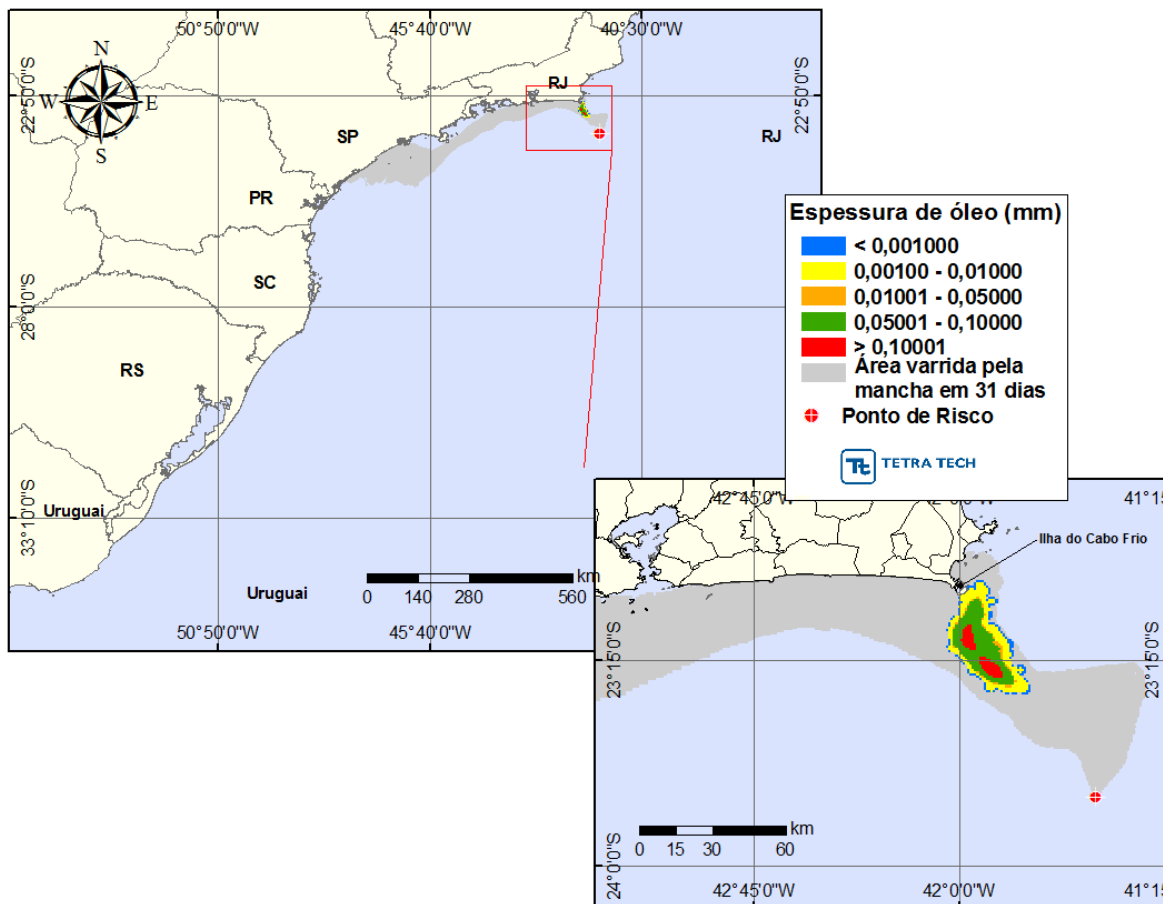 50°50'0"W 45°40'0"W 40°30'0"W
N
W E
S
22°50'0"S
22°50'0"S
RJ
RJ
SP
PR
SC
28°0'0"S
RS
33°10'0"S
Uruguai
Uruguai
km
0 140 280 560
50°50'0"W 45°40'0"W
Espessura de óleo (mm)
< 0,001000
0,00100 - 0,01000
0,01001 - 0,05000
0,05001 - 0,10000
> 0,10001
Área varrida pela
mancha em 31 dias
Ponto de Risco
Tt TETRA TECH
42°45'0"W 41°15
Ilha do Cabo Frio
23°15'0"S
23°15'0"S
km
0 15 30 60
24°0'0"S
42°45'0"W 42°0'0"W 41°15